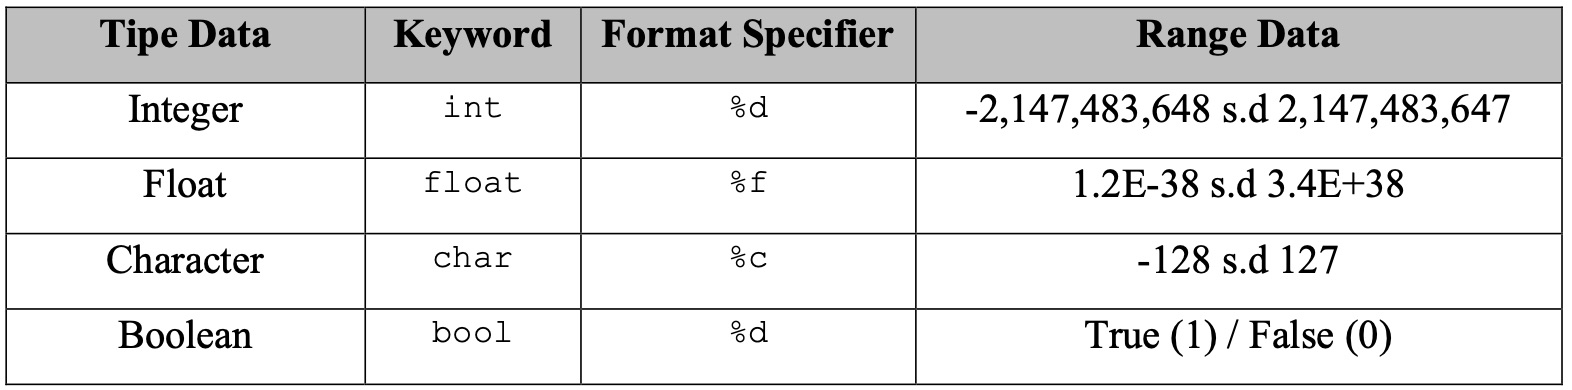 Tipe Data Keyword Format Specifier Range Data
Integer int %d -2,147,483,648 s.d 2,147,483,647
Float float %f 1.2E-38 s.d 3.4E+38
Character char %c -128 s.d 127
Boolean bool %d True (1) / False (0)